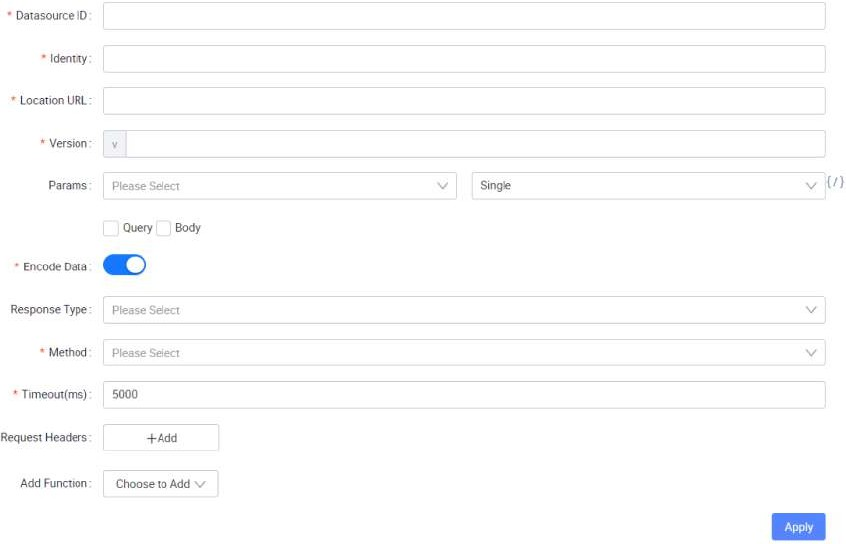 * Datasource ID:
* Identity:
* Location URL:
* Version: v
Params: Please Select Single {/}
Query Body
* Encode Data:
Response Type: Please Select
* Method: Please Select
* Timeout(ms): 5000
Request Headers: +Add
Add Function: Choose to Add
Apply